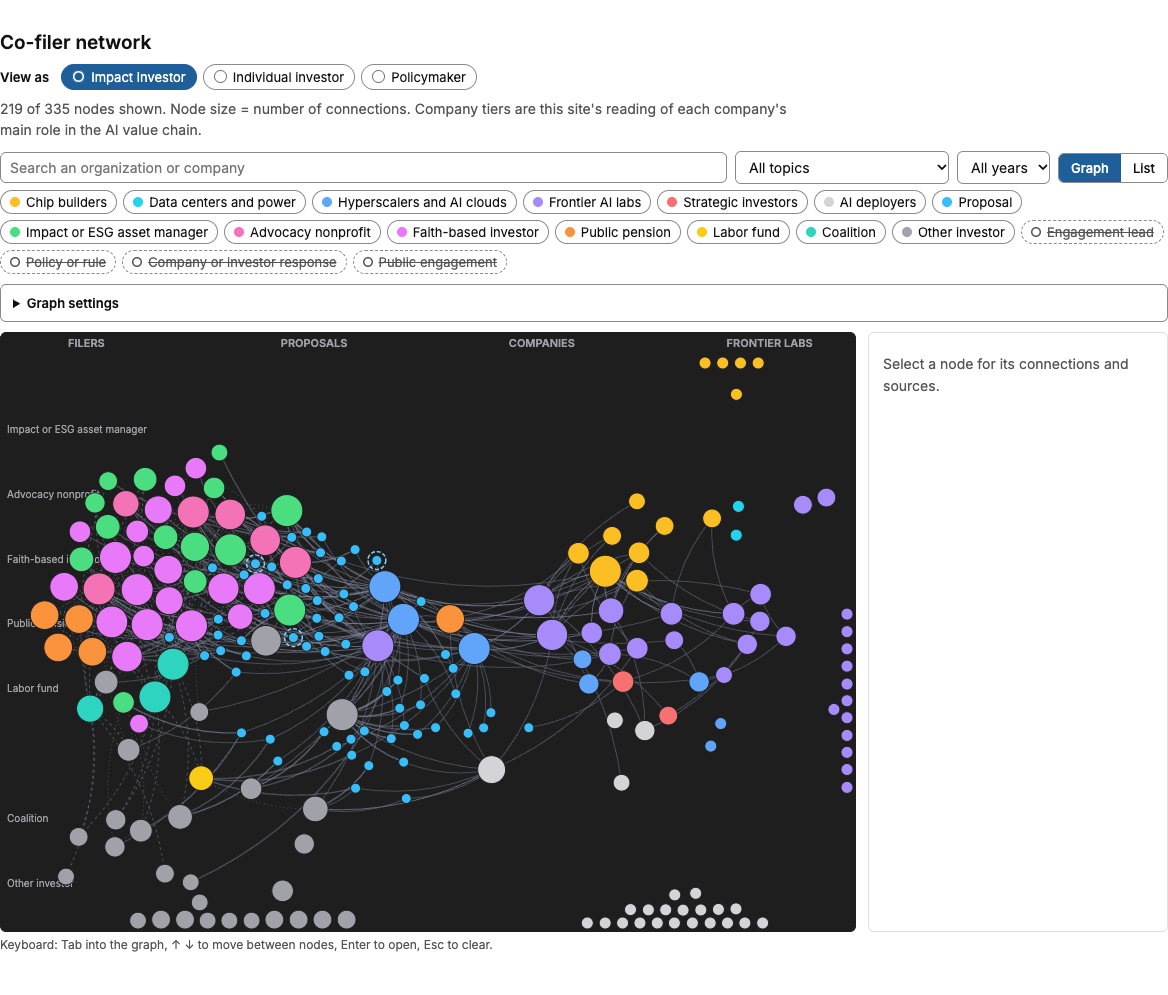 Co-filer network
View as Impact investor Individual investor Policymaker
219 of 335 nodes shown. Node size = number of connections. Company tiers are this site's reading of each company's
main role in the AI value chain.
Search an organization or company All topics All years Graph List
Chip builders Data centers and power Hyperscalers and AI clouds Frontier AI labs Strategic investors AI deployers Proposal
Impact or ESG asset manager Advocacy nonprofit Faith-based investor Public pension Labor fund Coalition Other investor Engagement lead
Policy or rule Company or investor response Public engagement
Graph settings
FILERS PROPOSALS COMPANIES FRONTIER LABS
Select a node for its connections and
sources.
Impact or ESG asset manager
Advocacy nonprofit
Faith-based
Public
Labor fund
Coalition
Other investor
Keyboard: Tab into the graph, ↑ ↓ to move between nodes, Enter to open, Esc to clear.